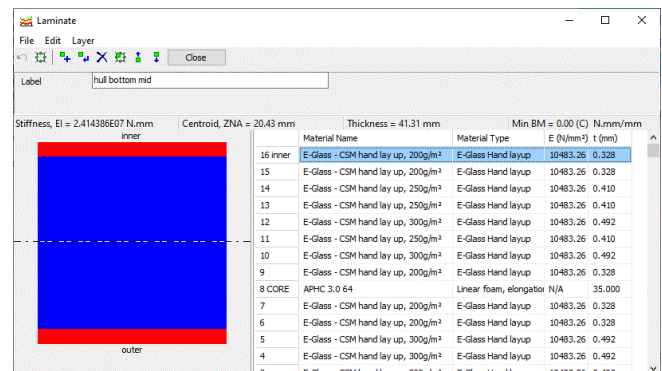 Laminate
File Edit Layer
Close
Label hull bottom mid
Stiffness, EI = 2.414386E07 N.mm Centroid, ZNA = 20.43 mm Thickness = 41.31 mm Min BM = 0.00 (C) N.mm/mm
inner
Material Name Material Type E (N/mm²) t (mm)
16 inner E-Glass - CSM hand lay up, 200g/m² E-Glass Hand layup 10483.26 0.328
15 E-Glass - CSM hand lay up, 200g/m² E-Glass Hand layup 10483.26 0.328
14 E-Glass - CSM hand lay up, 250g/m² E-Glass Hand layup 10483.26 0.410
13 E-Glass - CSM hand lay up, 250g/m² E-Glass Hand layup 10483.26 0.410
12 E-Glass - CSM hand lay up, 300g/m² E-Glass Hand layup 10483.26 0.492
11 E-Glass - CSM hand lay up, 250g/m² E-Glass Hand layup 10483.26 0.410
10 E-Glass - CSM hand lay up, 300g/m² E-Glass Hand layup 10483.26 0.492
9 E-Glass - CSM hand lay up, 200g/m² E-Glass Hand layup 10483.26 0.328
8 CORE APHC 3.0 64 Linear foam, elongation N/A 35.000
7 E-Glass - CSM hand lay up, 200g/m² E-Glass Hand layup 10483.26 0.328
6 E-Glass - CSM hand lay up, 200g/m² E-Glass Hand layup 10483.26 0.328
5 E-Glass - CSM hand lay up, 300g/m² E-Glass Hand layup 10483.26 0.492
4 E-Glass - CSM hand lay up, 300g/m² E-Glass Hand layup 10483.26 0.492
outer